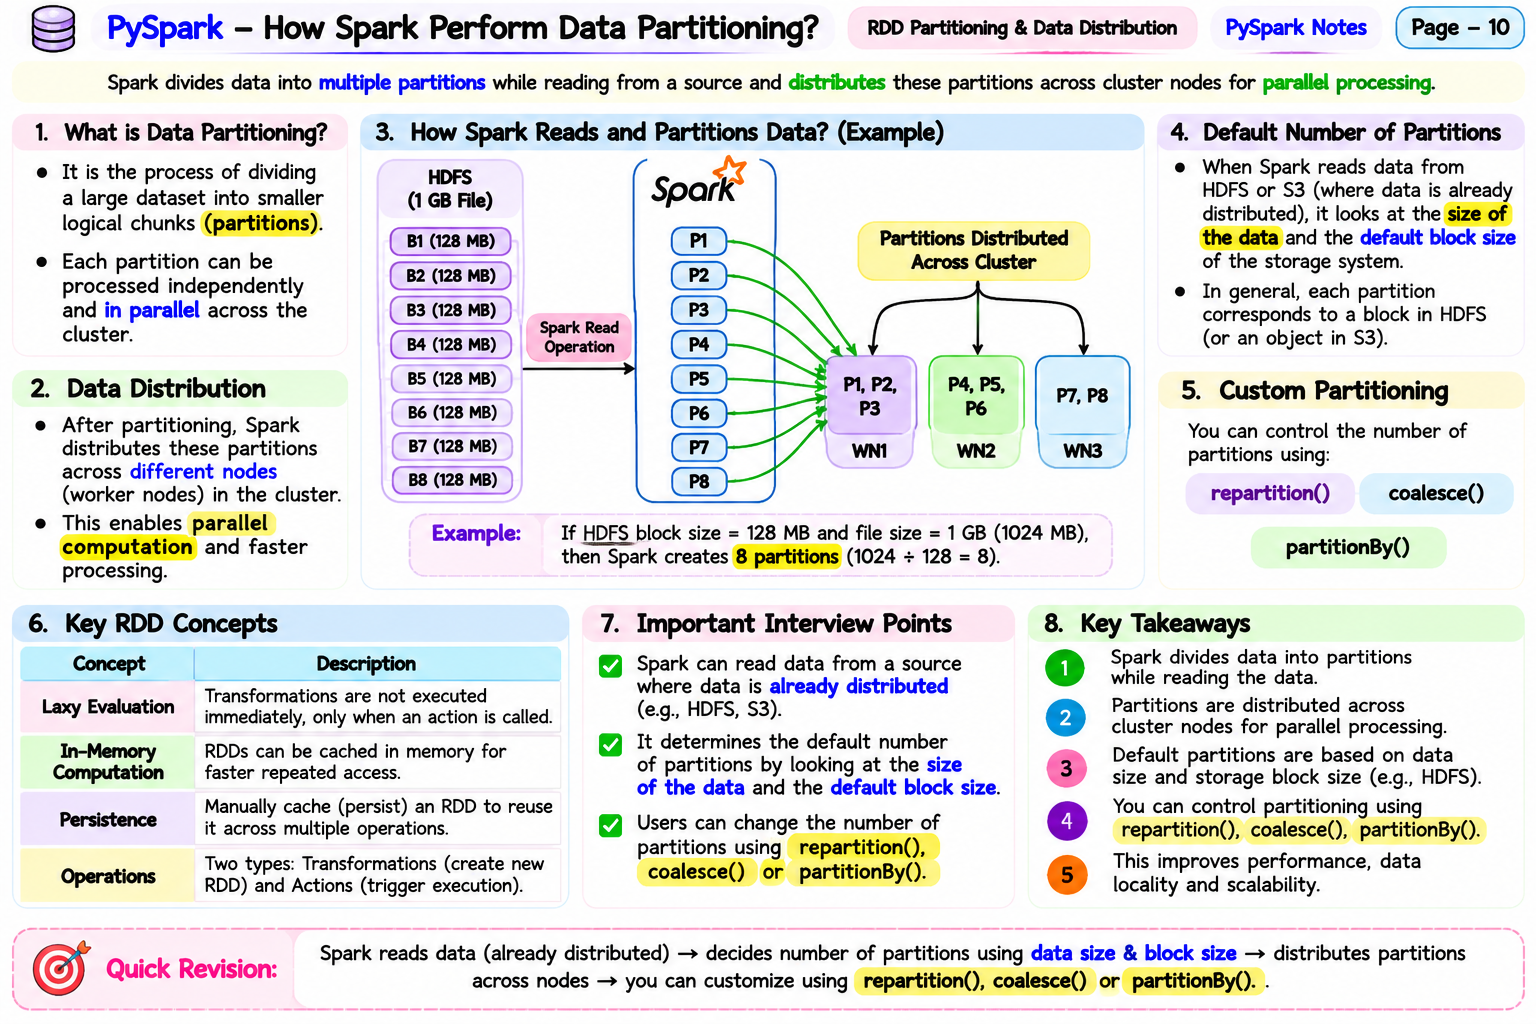 PySpark – How Spark Perform Data Partitioning?
RDD Partitioning & Data Distribution
PySpark Notes
Page – 10
Spark divides data into multiple partitions while reading from a source and distributes these partitions across cluster nodes for parallel processing.
1. What is Data Partitioning?
• It is the process of dividing
a large dataset into smaller
logical chunks (partitions).
• Each partition can be
processed independently
and in parallel across the
cluster.
2. Data Distribution
• After partitioning, Spark
distributes these partitions
across different nodes
(worker nodes) in the cluster.
• This enables parallel
computation and faster
processing.
3. How Spark Reads and Partitions Data? (Example)
HDFS
(1 GB File)
B1 (128 MB)
B2 (128 MB)
B3 (128 MB)
B4 (128 MB)
B5 (128 MB)
B6 (128 MB)
B7 (128 MB)
B8 (128 MB)
Spark Read
Operation
Spark
P1
P2
P3
P4
P5
P6
P7
P8
Partitions Distributed
Across Cluster
P1, P2,
P3
WN1
P4, P5,
P6
WN2
P7, P8
WN3
Example:
If HDFS block size = 128 MB and file size = 1 GB (1024 MB),
then Spark creates 8 partitions (1024 ÷ 128 = 8).
4. Default Number of Partitions
• When Spark reads data from
HDFS or S3 (where data is already
distributed), it looks at the size of
the data and the default block size
of the storage system.
• In general, each partition
corresponds to a block in HDFS
(or an object in S3).
5. Custom Partitioning
You can control the number of
partitions using:
repartition()
coalesce()
partitionBy()
6. Key RDD Concepts
Concept
Description
Laxy Evaluation
Transformations are not executed
immediately, only when an action is called.
In-Memory
Computation
RDDs can be cached in memory for
faster repeated access.
Persistence
Manually cache (persist) an RDD to reuse
it across multiple operations.
Operations
Two types: Transformations (create new
RDD) and Actions (trigger execution).
7. Important Interview Points
Spark can read data from a source
where data is already distributed
(e.g., HDFS, S3).
It determines the default number
of partitions by looking at the size
of the data and the default block size.
Users can change the number of
partitions using repartition(),
coalesce() or partitionBy().
8. Key Takeaways
1 Spark divides data into partitions
while reading the data.
2 Partitions are distributed across
cluster nodes for parallel processing.
3 Default partitions are based on data
size and storage block size (e.g., HDFS).
4 You can control partitioning using
repartition(), coalesce(), partitionBy().
5 This improves performance, data
locality and scalability.
Quick Revision:
Spark reads data (already distributed) → decides number of partitions using data size & block size → distributes partitions
across nodes → you can customize using repartition(), coalesce() or partitionBy(). .